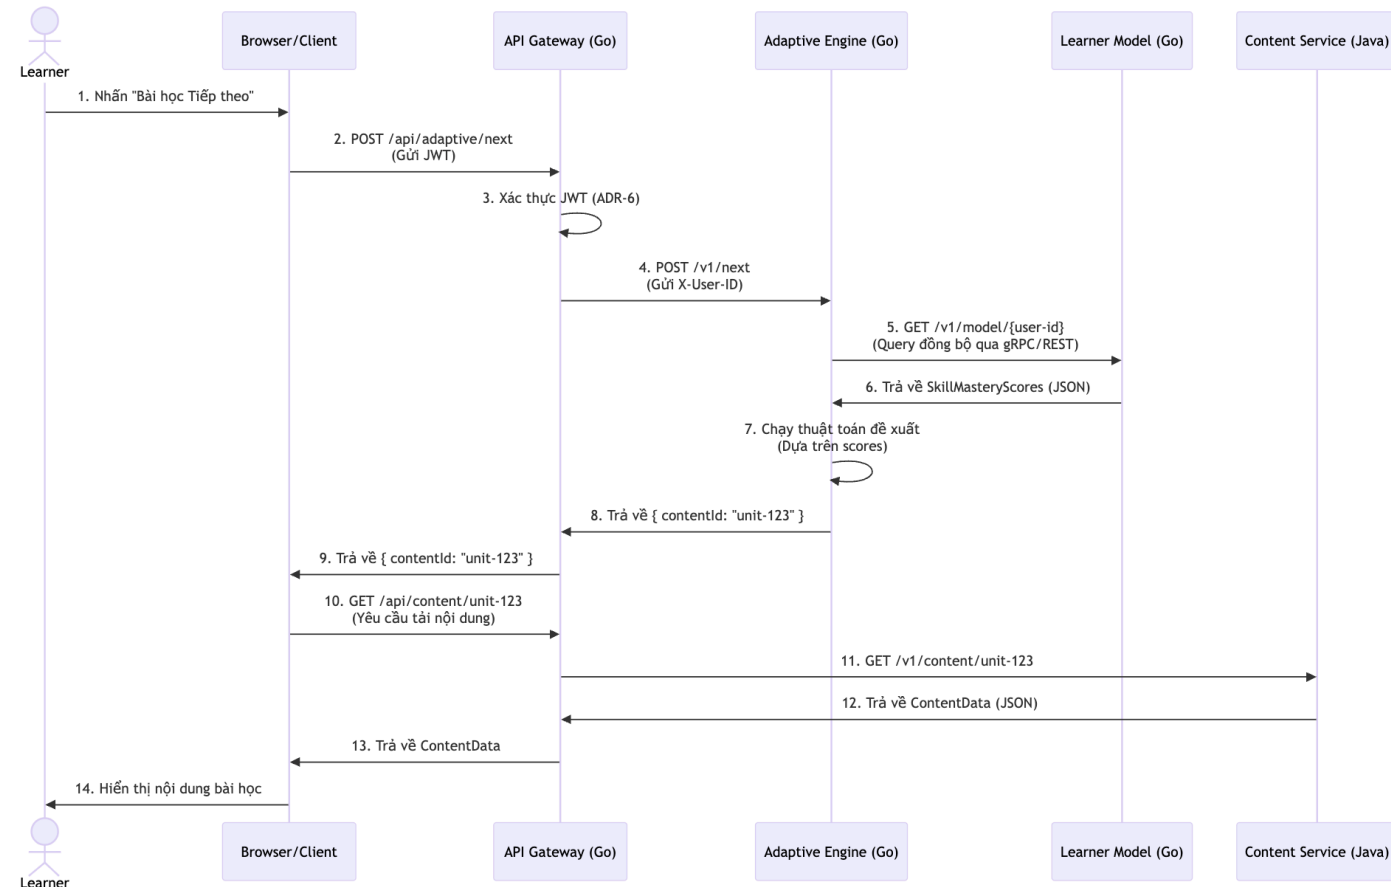 Learner
Browser/Client
API Gateway (Go)
Adaptive Engine (Go)
Learner Model (Go)
Content Service (Java)
1. Nhấn "Bài học Tiếp theo"
2. POST /api/adaptive/next
(Gửi JWT)
3. Xác thực JWT (ADR-6)
4. POST /v1/next
(Gửi X-User-ID)
5. GET /v1/model/{user-id}
(Query đồng bộ qua gRPC/REST)
6. Trả về SkillMasteryScores (JSON)
7. Chạy thuật toán đề xuất
(Dựa trên scores)
8. Trả về { contentId: "unit-123" }
9. Trả về { contentId: "unit-123" }
10. GET /api/content/unit-123
(Yêu cầu tải nội dung)
11. GET /v1/content/unit-123
12. Trả về ContentData (JSON)
13. Trả về ContentData
14. Hiển thị nội dung bài học
Learner
Browser/Client
API Gateway (Go)
Adaptive Engine (Go)
Learner Model (Go)
Content Service (Java)